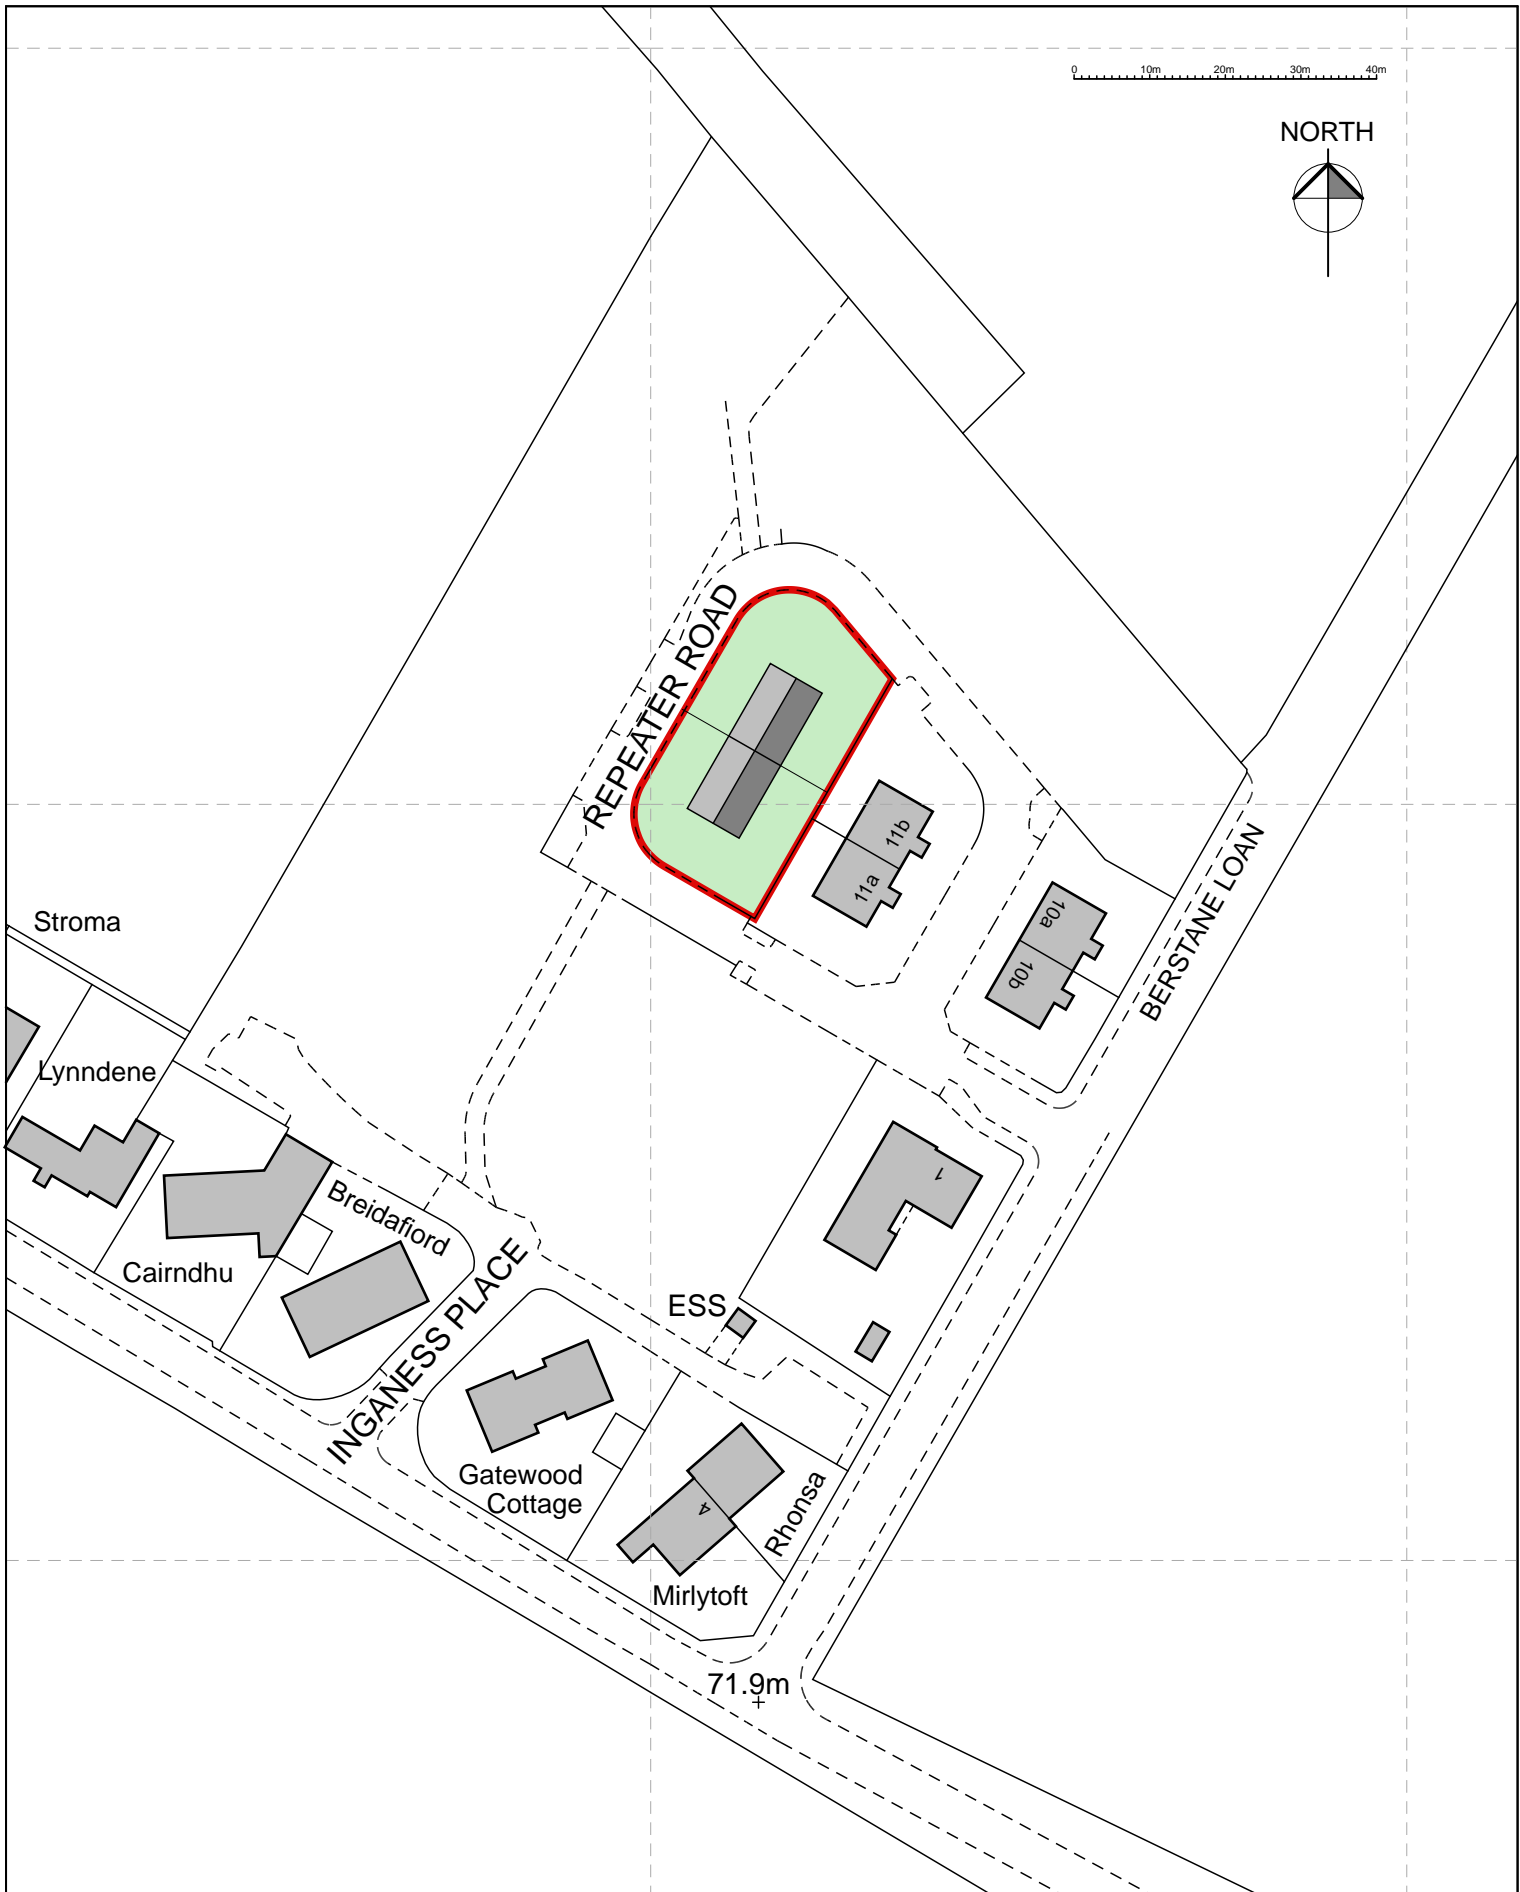 0 10m 20m 30m 40m
NORTH
REPEATER ROAD
11b
11a
10a
10b
BERSTANE LOAN
Stroma
Lynndene
Breidafiord
Cairndhu
1
INGANESS PLACE
ESS
Gatewood
Cottage
4
Rhonsa
Mirlytoft
71.9m